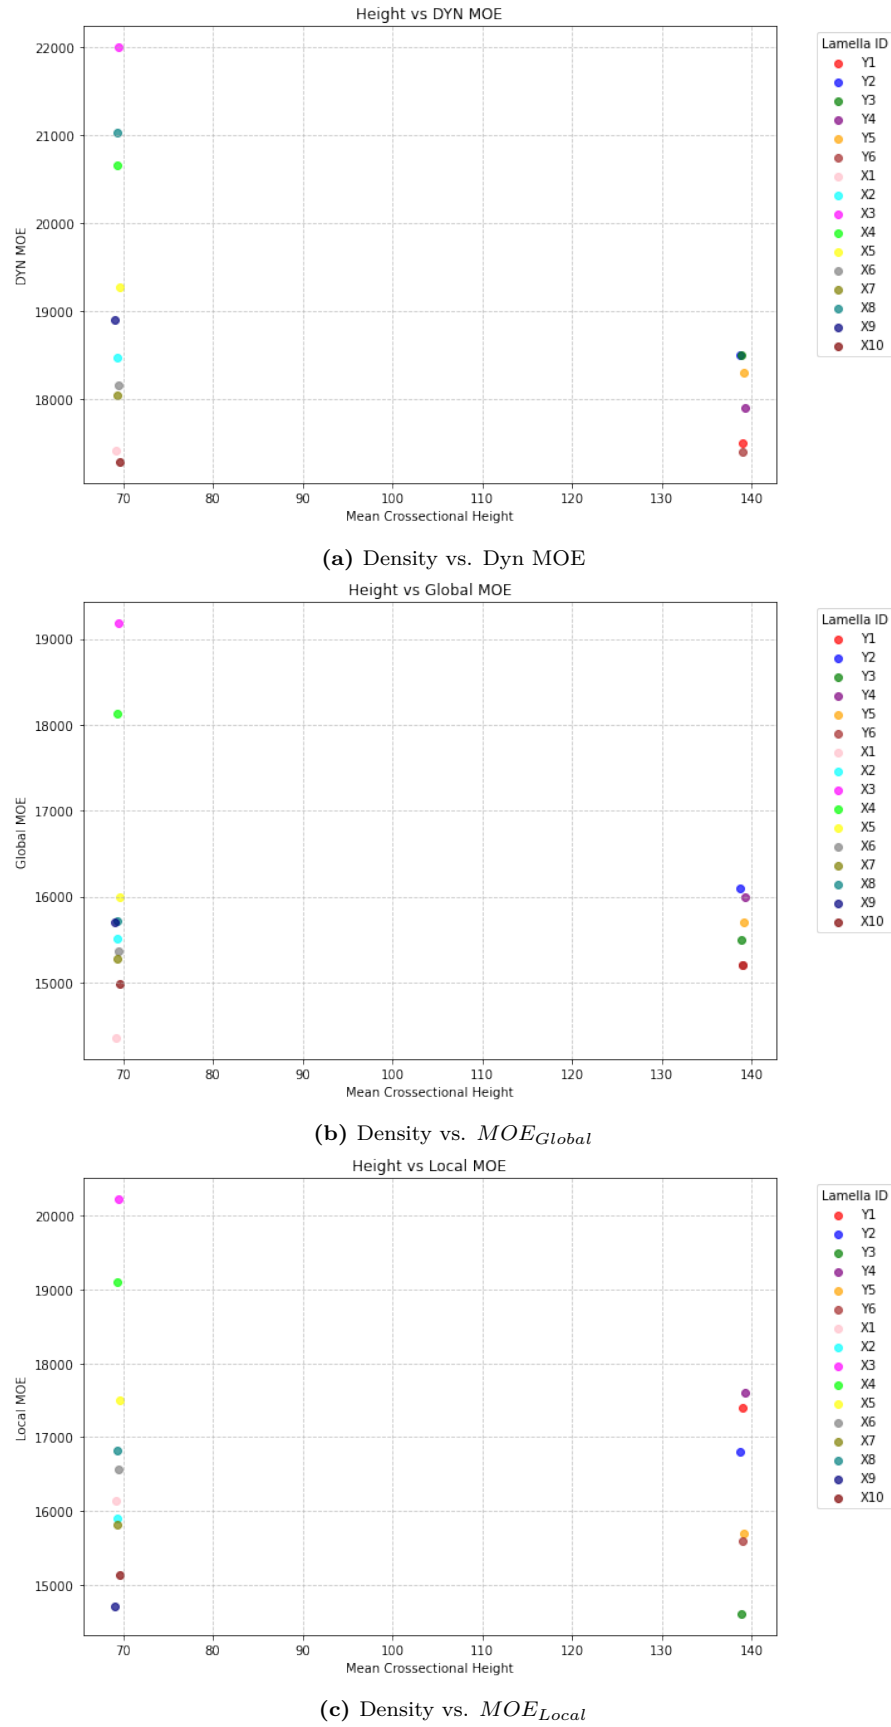 Height vs DYN MOE
22000
21000
20000
19000
18000
DYN MOE
70 80 90 100 110 120 130 140
Mean Crossectional Height
Lamella ID
Y1
Y2
Y3
Y4
Y5
Y6
X1
X2
X3
X4
X5
X6
X7
X8
X9
X10
(a) Density vs. Dyn MOE
Height vs Global MOE
19000
18000
17000
16000
15000
Global MOE
70 80 90 100 110 120 130 140
Mean Crossectional Height
Lamella ID
Y1
Y2
Y3
Y4
Y5
Y6
X1
X2
X3
X4
X5
X6
X7
X8
X9
X10
(b) Density vs. MOE_Global
Height vs Local MOE
20000
19000
18000
17000
16000
15000
Local MOE
70 80 90 100 110 120 130 140
Mean Crossectional Height
Lamella ID
Y1
Y2
Y3
Y4
Y5
Y6
X1
X2
X3
X4
X5
X6
X7
X8
X9
X10
(c) Density vs. MOE_Local